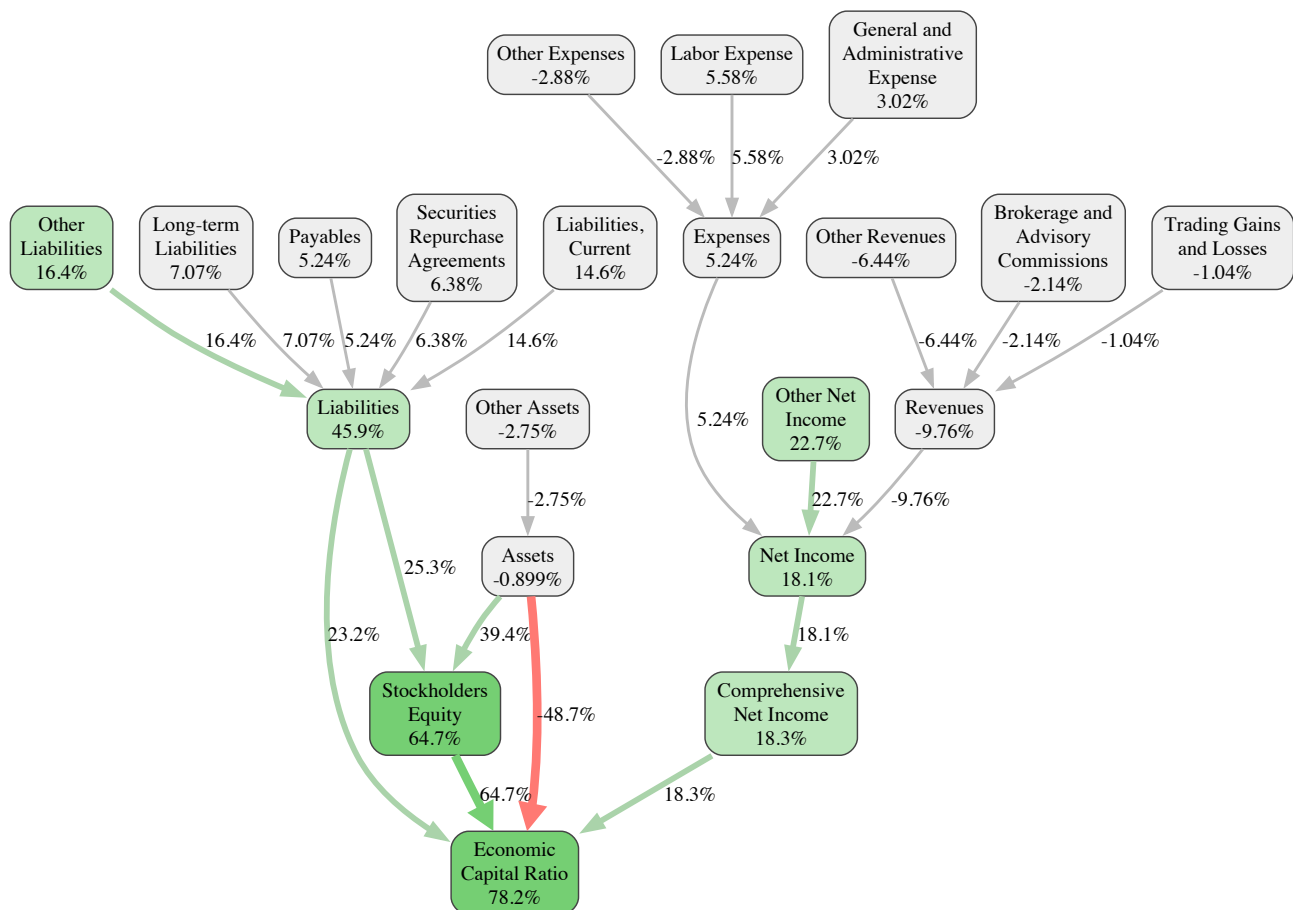 Other Expenses
-2.88%
Labor Expense
5.58%
General and
Administrative
Expense
3.02%
-2.88%
5.58%
3.02%
Other
Liabilities
16.4%
Long-term
Liabilities
7.07%
Payables
5.24%
Securities
Repurchase
Agreements
6.38%
Liabilities,
Current
14.6%
Expenses
5.24%
Other Revenues
-6.44%
Brokerage and
Advisory
Commissions
-2.14%
Trading Gains
and Losses
-1.04%
16.4%
7.07%
5.24%
6.38%
14.6%
-6.44%
-2.14%
-1.04%
Liabilities
45.9%
Other Assets
-2.75%
5.24%
Other Net
Income
22.7%
Revenues
-9.76%
-2.75%
22.7%
-9.76%
25.3%
Assets
-0.899%
Net Income
18.1%
23.2%
39.4%
18.1%
Stockholders
Equity
64.7%
-48.7%
Comprehensive
Net Income
18.3%
64.7%
18.3%
Economic
Capital Ratio
78.2%